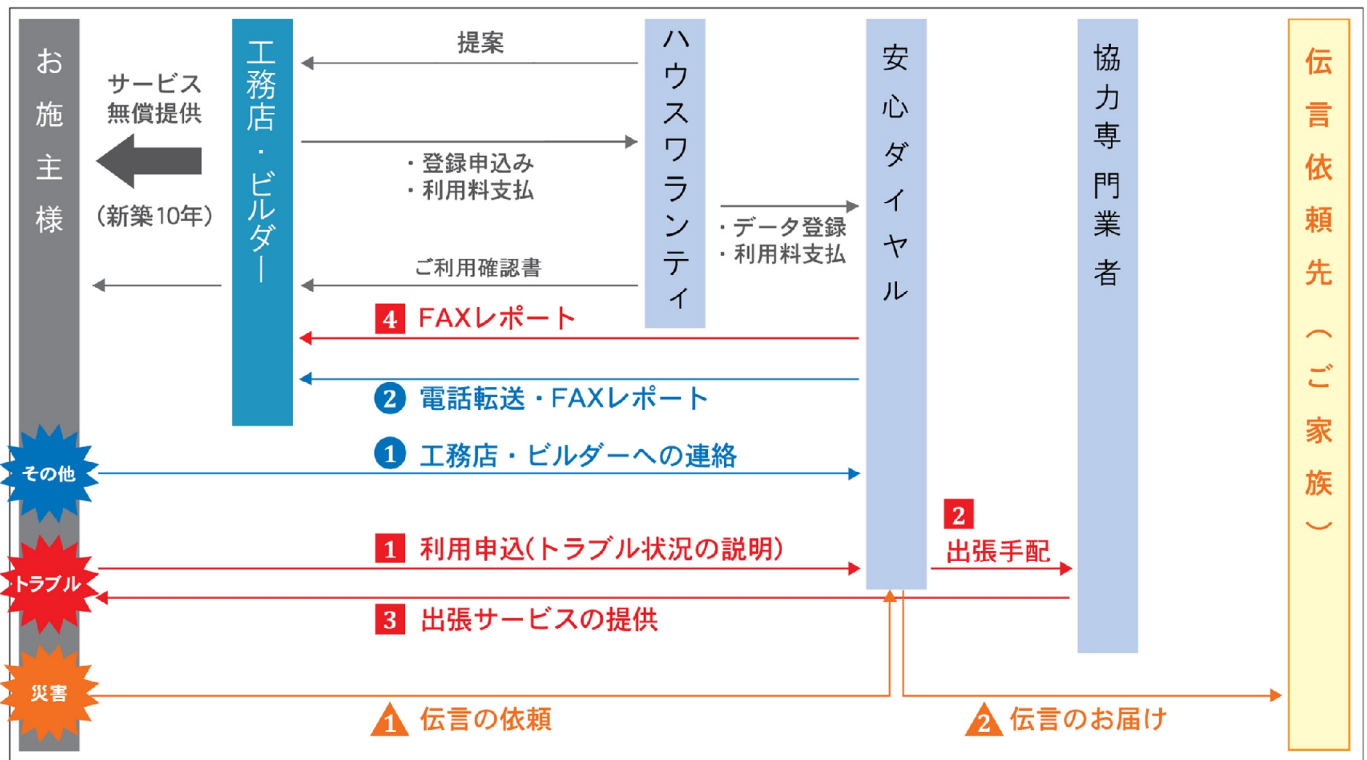 お施主様
サービス
無償提供
(新築10年)
工務店・ビルダー
提案
・登録申込み
・利用料支払
ご利用確認書
ハウスワランティ
・データ登録
・利用料支払
安心ダイヤル
協力専門業者
伝言依頼先(ご家族)
4 FAXレポート
2 電話転送・FAXレポート
その他
1 工務店・ビルダーへの連絡
トラブル
1 利用申込(トラブル状況の説明)
2
出張手配
3 出張サービスの提供
災害
1 伝言の依頼
2 伝言のお届け